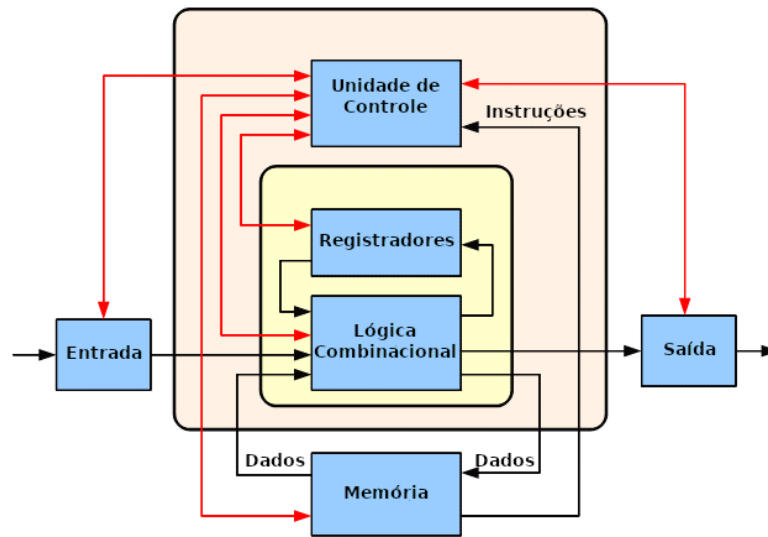 Unidade de
Controle
Instruções
Registradores
Lógica
Combinacional
Entrada
Saída
Dados
Dados
Memória